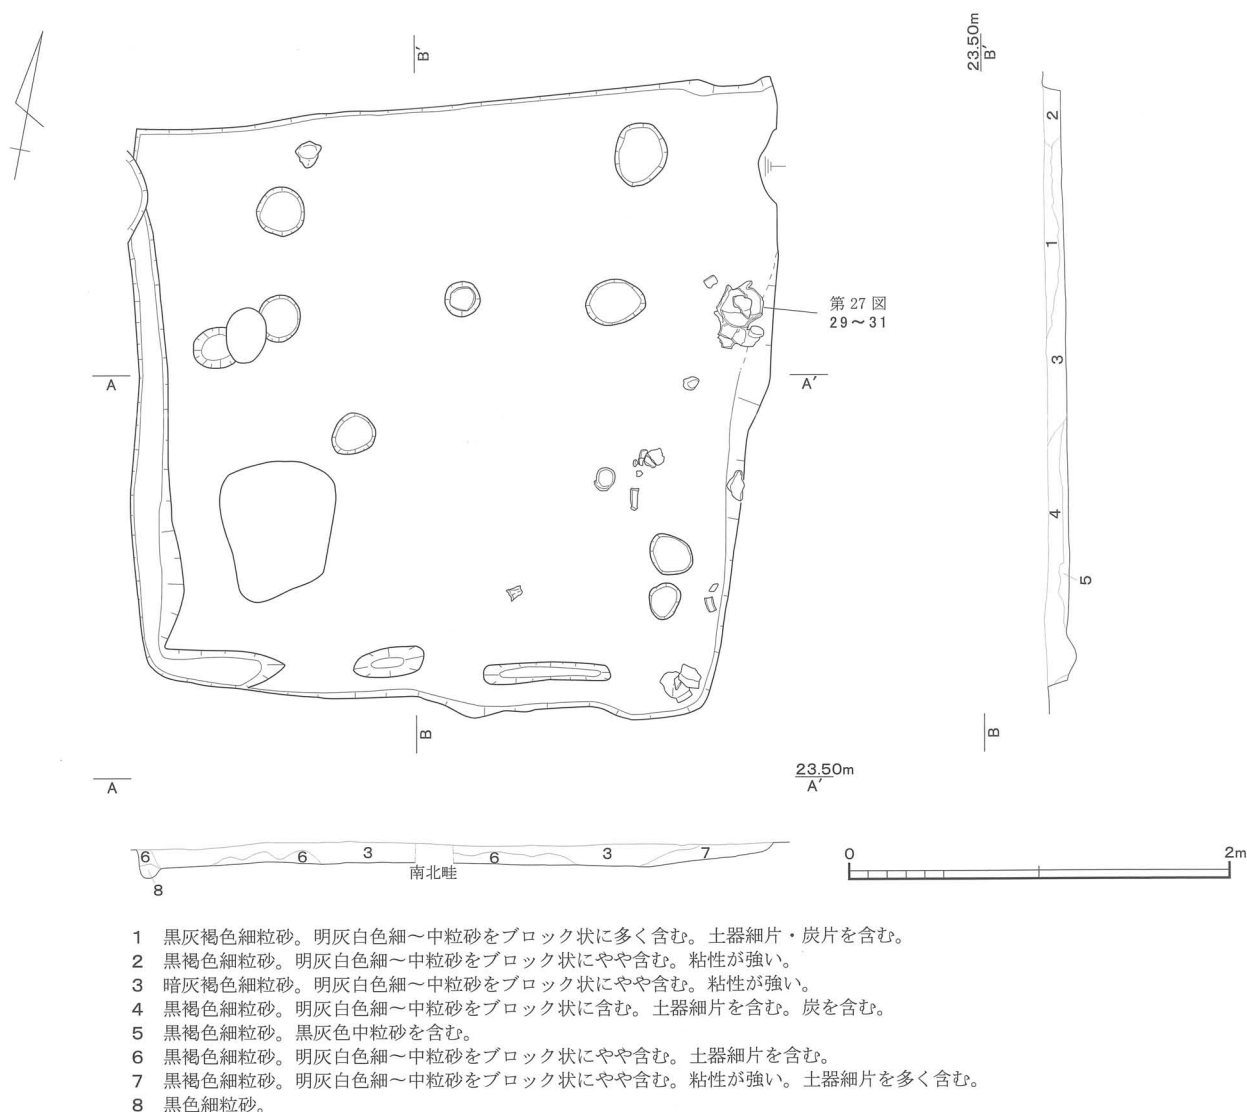 B′
23.50m
B′
2
1
第 27 図
29～31
3
A
A′
4
5
B
B
A
23.50m
A′
6
6
3
6
3
7
南北畦
8
0
2m
1 黒灰褐色細粒砂。明灰白色細～中粒砂をブロック状に多く含む。土器細片・炭片を含む。
2 黒褐色細粒砂。明灰白色細～中粒砂をブロック状にやや含む。粘性が強い。
3 暗灰褐色細粒砂。明灰白色細～中粒砂をブロック状にやや含む。粘性が強い。
4 黒褐色細粒砂。明灰白色細～中粒砂をブロック状に含む。土器細片を含む。炭を含む。
5 黒褐色細粒砂。黒灰色中粒砂を含む。
6 黒褐色細粒砂。明灰白色細～中粒砂をブロック状にやや含む。土器細片を含む。
7 黒褐色細粒砂。明灰白色細～中粒砂をブロック状にやや含む。粘性が強い。土器細片を多く含む。
8 黒色細粒砂。